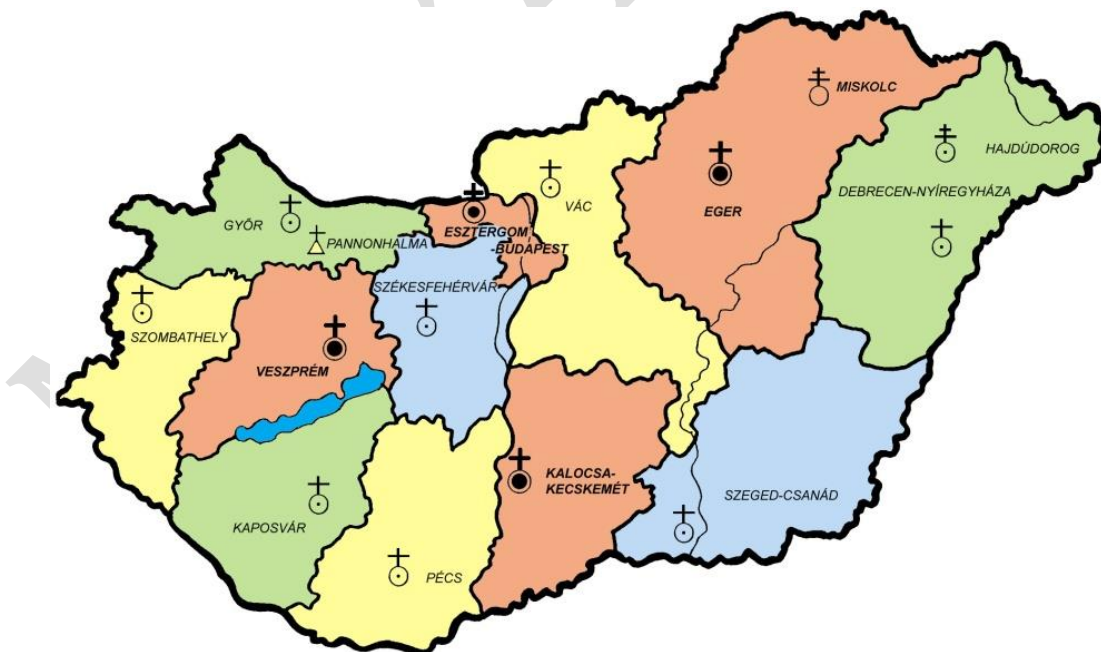 MISKOLC
HAJDÚDOROG
DEBRECEN-NYÍREGYHÁZA
EGER
VÁC
GYŐR
PANNONHALMA
ESZTERGOM
-BUDAPEST
SZÉKESFEHÉRVÁR
SZOMBATHELY
VESZPRÉM
KALOCSA-
KECSKEMÉT
SZEGED-CSANÁD
KAPOSVÁR
PÉCS